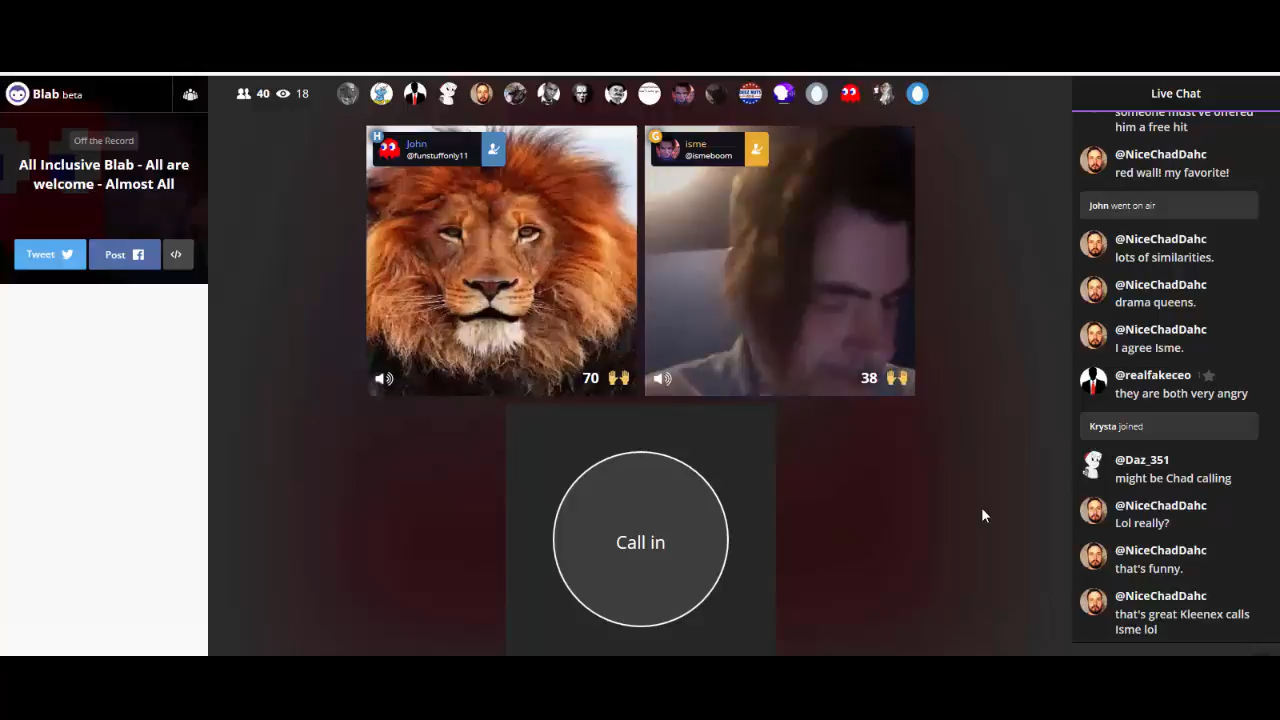 Blab beta
40 18
Off the Record
All Inclusive Blab - All are
welcome - Almost All
Tweet
Post
</>
H
John
@funstuffonly11
70
G
isme
@ismeboom
38
Call in
Live Chat
someone must've offered
him a free hit
@NiceChadDahc
red wall! my favorite!
John went on air
@NiceChadDahc
lots of similarities.
@NiceChadDahc
drama queens.
@NiceChadDahc
I agree Isme.
@realfakeceo 1
they are both very angry
Krysta joined
@Daz_351
might be Chad calling
@NiceChadDahc
Lol really?
@NiceChadDahc
that's funny.
@NiceChadDahc
that's great Kleenex calls
Isme lol